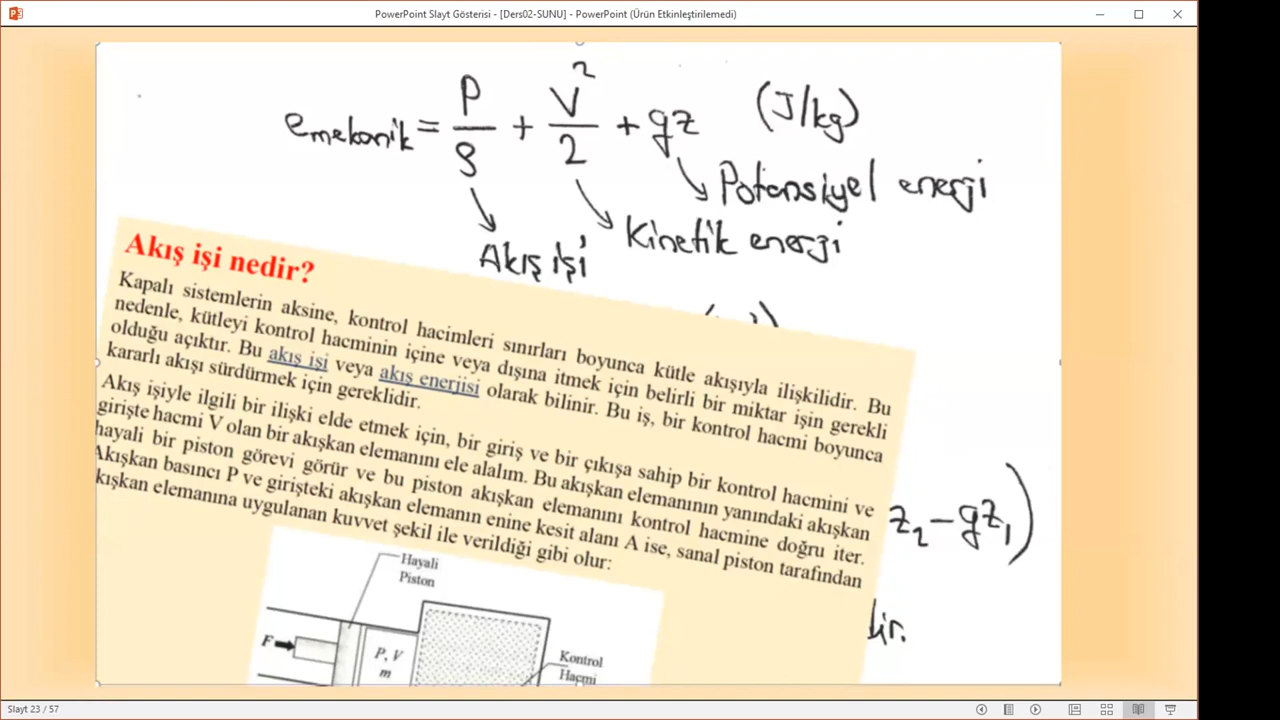 PowerPoint Slayt Gösterisi - [Ders02-SUNU] - PowerPoint (Ürün Etkinleştirilemedi)
emekanik = P/ρ + V²/2 + gz (J/kg)
Potansiyel enerji
Kinetik enerji
Akış işi
Akış işi nedir?
Kapalı sistemlerin aksine, kontrol hacimleri sınırları boyunca kütle akışıyla ilişkilidir. Bu
nedenle, kütleyi kontrol hacminin içine veya dışına itmek için belirli bir miktar işin gerekli
olduğu açıktır. Bu akış işi veya akış enerjisi olarak bilinir. Bu iş, bir kontrol hacmi boyunca
kararlı akışı sürdürmek için gereklidir.
Akış işiyle ilgili bir ilişki elde etmek için, bir giriş ve bir çıkışa sahip bir kontrol hacmini ve
girişte hacmi V olan bir akışkan elemanını ele alalım. Bu akışkan elemanının yanındaki akışkan
hayali bir piston görevi görür ve bu piston akışkan elemanını kontrol hacmine doğru iter.
Akışkan basıncı P ve girişteki akışkan elemanın enine kesit alanı A ise, sanal piston tarafından
kışkan elemanına uygulanan kuvvet şekil ile verildiği gibi olur:
z₂ - gz₁)
Hayali
Piston
F
P, V
m
Kontrol
Hacmi
Slayt 23 / 57